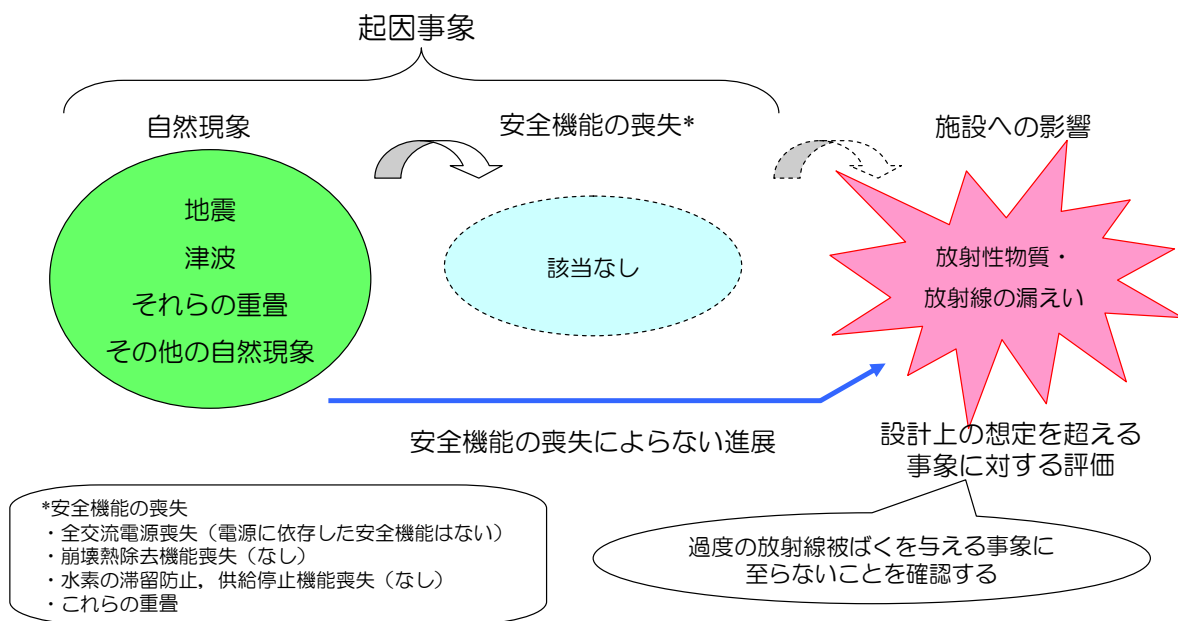 起因事象
自然現象
安全機能の喪失*
施設への影響
地震
津波
それらの重畳
その他の自然現象
該当なし
放射性物質・
放射線の漏えい
安全機能の喪失によらない進展
設計上の想定を超える
事象に対する評価
*安全機能の喪失
・全交流電源喪失（電源に依存した安全機能はない）
・崩壊熱除去機能喪失（なし）
・水素の滞留防止，供給停止機能喪失（なし）
・これらの重畳
過度の放射線被ばくを与える事象に
至らないことを確認する